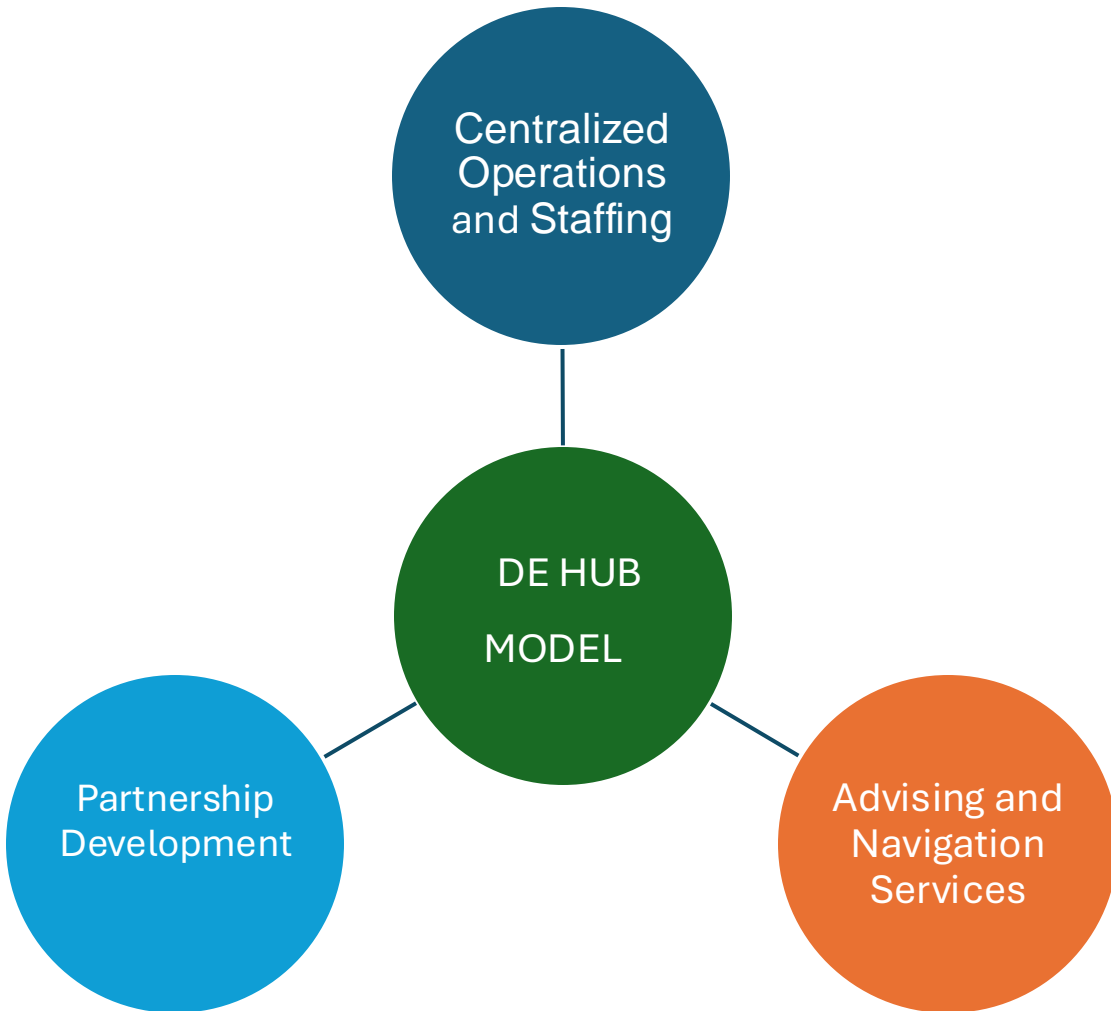 Centralized
Operations
and Staffing
DE HUB
MODEL
Partnership
Development
Advising and
Navigation
Services